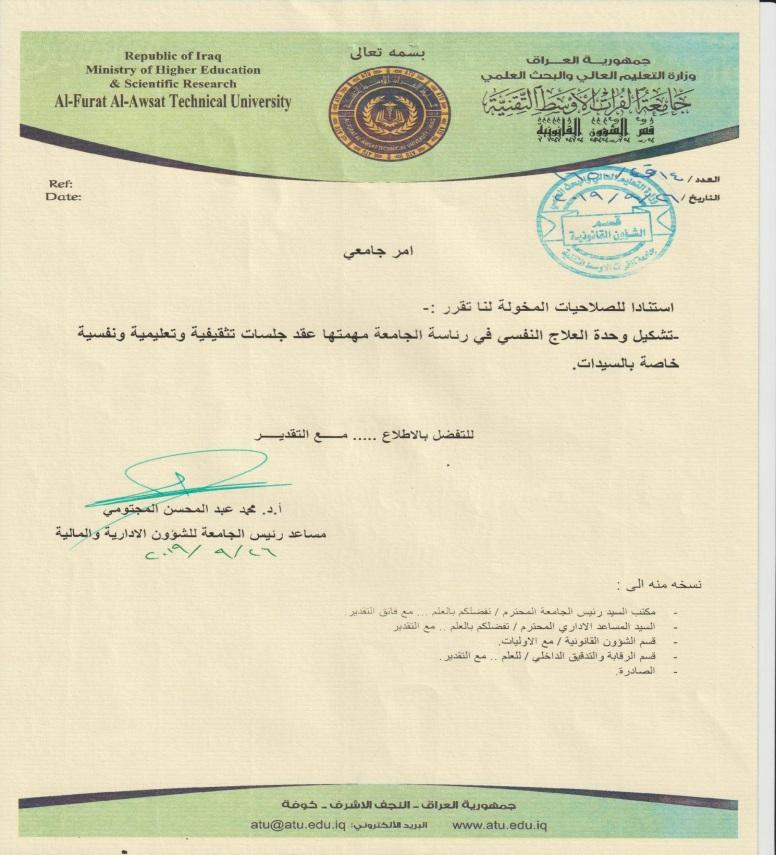 Republic of Iraq
Ministry of Higher Education
& Scientific Research
Al-Furat Al-Awsat Technical University
بسمه تعالى
جمهورية العراق
وزارة التعليم العالي والبحث العلمي
جامعة الفرات الأوسط التقنية
قسم الشؤون القانونية
Ref:
Date:
العدد /
التاريخ /
قسم
الشؤون القانونية
امر جامعي
استنادا للصلاحيات المخولة لنا تقرر :-
-تشكيل وحدة العلاج النفسي في رئاسة الجامعة مهمتها عقد جلسات تثقيفية وتعليمية ونفسية
خاصة بالسيدات.
للتفضل بالاطلاع ..... مـــع التقديـــر
أ.د. محمد عبد المحسن المجتومي
مساعد رئيس الجامعة للشؤون الادارية والمالية
٢٠١٩/ ٩ / ٢٦
نسخه منه الى :
- مكتب السيد رئيس الجامعة المحترم / تفضلكم بالعلم ... مع فائق التقدير.
- السيد المساعد الاداري المحترم / تفضلكم بالعلم .. مع التقدير
- قسم الشؤون القانونية / مع الاوليات.
- قسم الرقابة والتدقيق الداخلي / للعلم .. مع التقدير.
- الصادرة.
جمهورية العراق - النجف الاشرف - كوفة
atu@atu.edu.iq البريد الالكتروني: www.atu.edu.iq